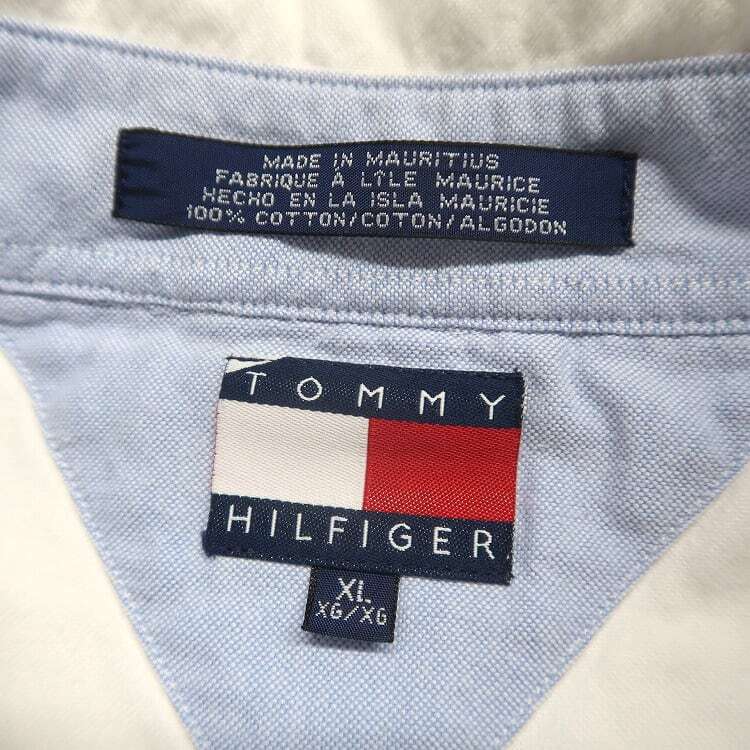 MADE IN MAURITIUS
FABRIQUE A L'ÎLE MAURICE
HECHO EN LA ISLA MAURICIE
100% COTTON/COTON/ALGODON
TOMMY
HILFIGER
XL
XG/XG